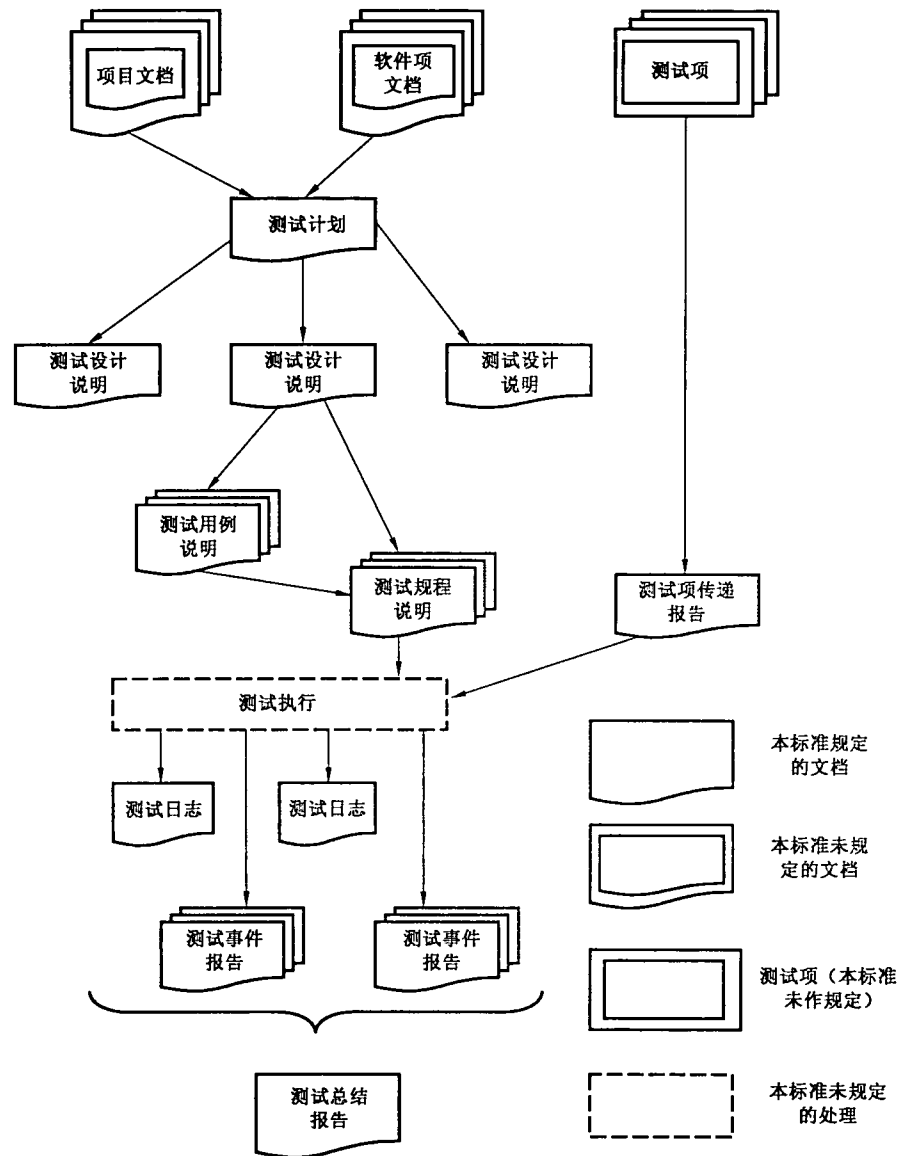 项目文档
软件项
文档
测试项
测试计划
测试设计
说明
测试设计
说明
测试设计
说明
测试用例
说明
测试规程
说明
测试项传递
报告
测试执行
测试日志
测试日志
测试事件
报告
测试事件
报告
测试总结
报告
本标准规定
的文档
本标准未规
定的文档
测试项（本标准
未作规定）
本标准未规定
的处理